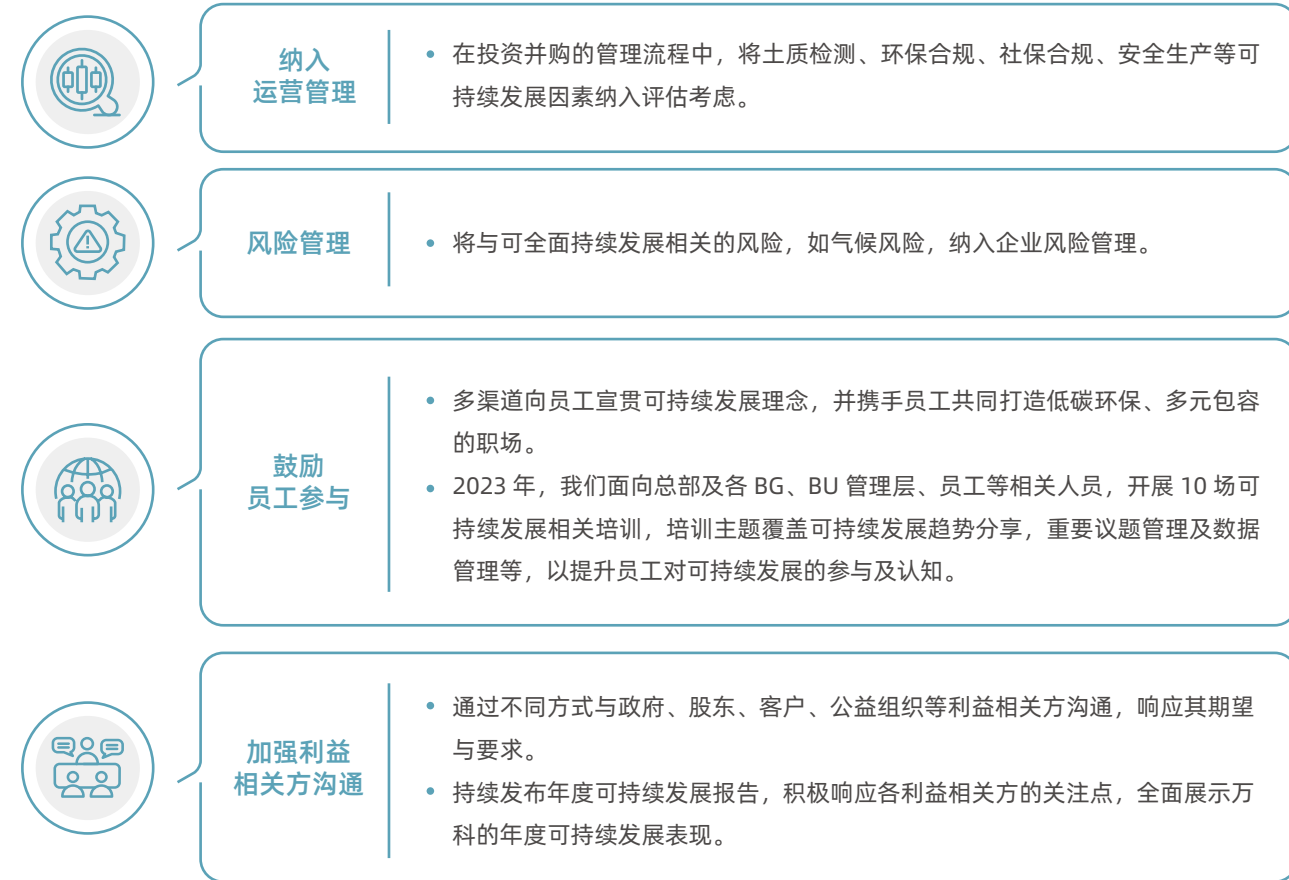 纳入
运营管理
• 在投资并购的管理流程中，将土质检测、环保合规、社保合规、安全生产等可
持续发展因素纳入评估考虑。
风险管理
• 将与可全面持续发展相关的风险，如气候风险，纳入企业风险管理。
鼓励
员工参与
• 多渠道向员工宣贯可持续发展理念，并携手员工共同打造低碳环保、多元包容
的职场。
• 2023 年，我们面向总部及各 BG、BU 管理层、员工等相关人员，开展 10 场可
持续发展相关培训，培训主题覆盖可持续发展趋势分享，重要议题管理及数据
管理等，以提升员工对可持续发展的参与及认知。
加强利益
相关方沟通
• 通过不同方式与政府、股东、客户、公益组织等利益相关方沟通，响应其期望
与要求。
• 持续发布年度可持续发展报告，积极响应各利益相关方的关注点，全面展示万
科的年度可持续发展表现。